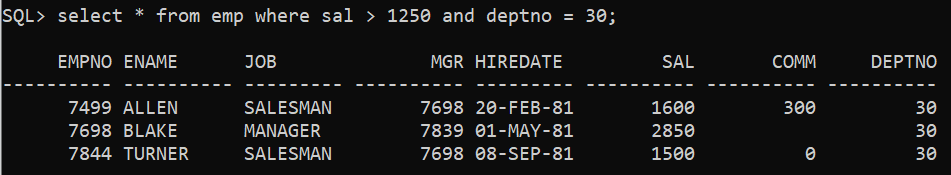 SQL> select * from emp where sal > 1250 and deptno = 30;
     EMPNO ENAME      JOB              MGR HIREDATE         SAL       COMM     DEPTNO
---------- ---------- --------- ---------- --------- ---------- ---------- ----------
      7499 ALLEN      SALESMAN        7698 20-FEB-81       1600        300         30
      7698 BLAKE      MANAGER         7839 01-MAY-81       2850                    30
      7844 TURNER     SALESMAN        7698 08-SEP-81       1500          0         30